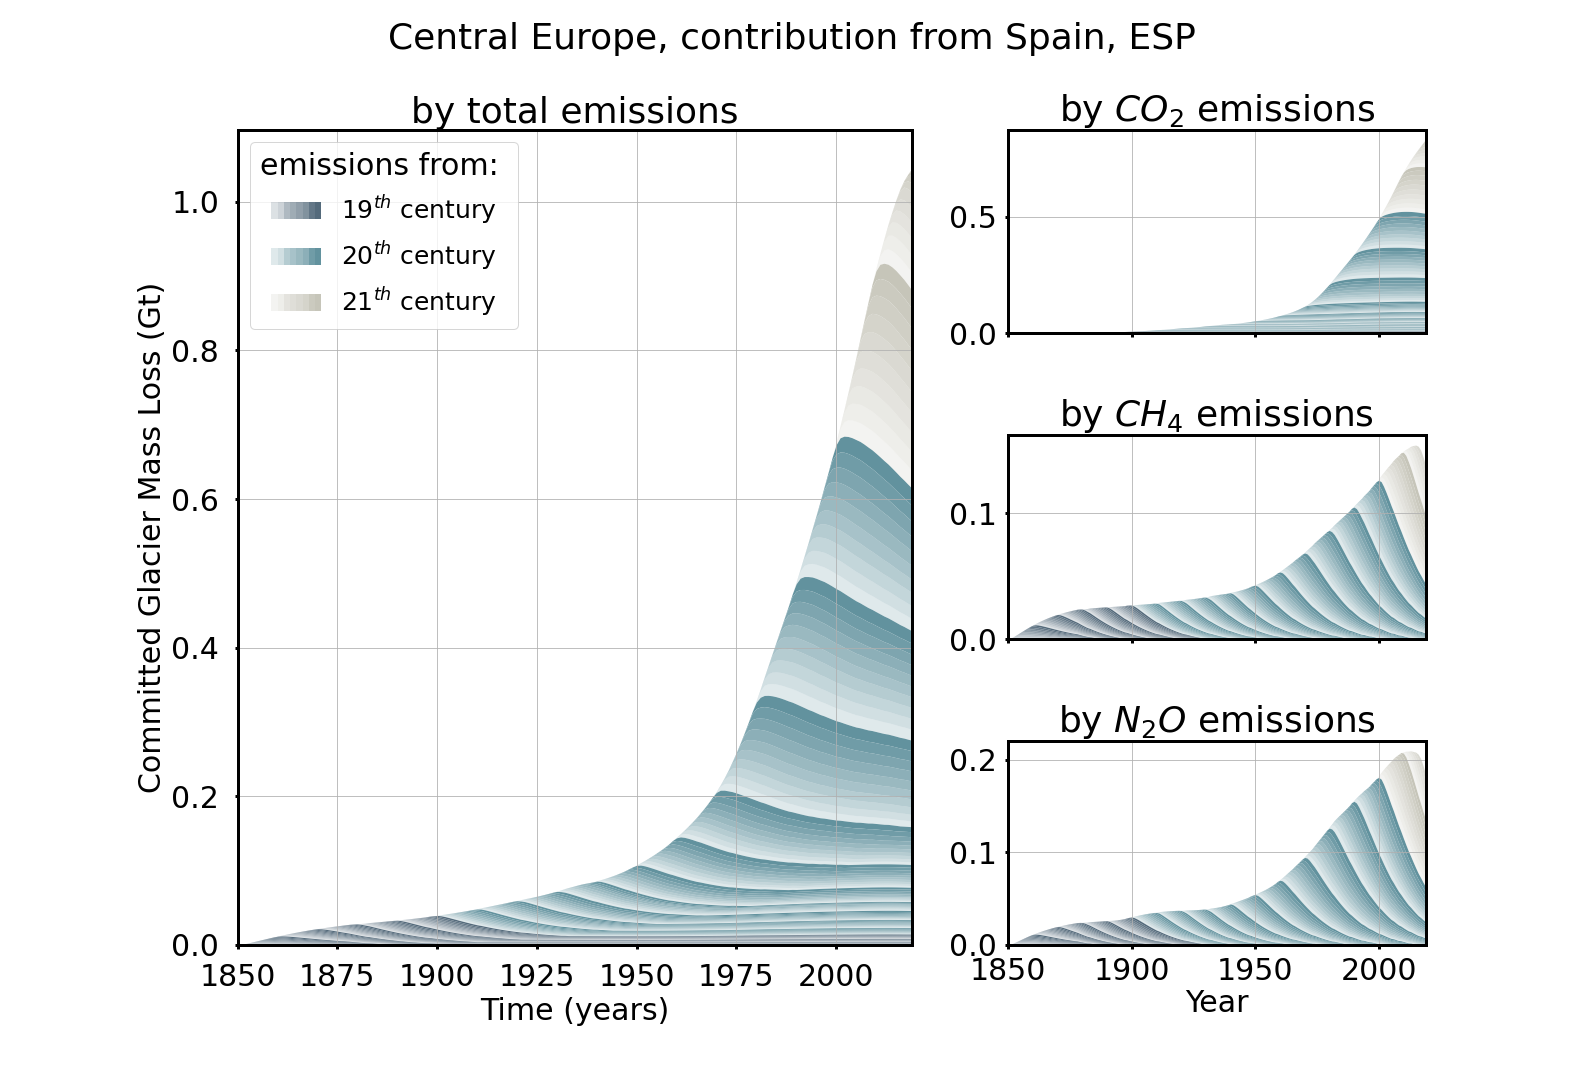 Central Europe, contribution from Spain, ESP
by total emissions
emissions from:
19th century
20th century
21th century
Committed Glacier Mass Loss (Gt)
1.0
0.8
0.6
0.4
0.2
0.0
1850 1875 1900 1925 1950 1975 2000
Time (years)
by CO2 emissions
0.5
0.0
by CH4 emissions
0.1
0.0
by N2O emissions
0.2
0.1
0.0
1850 1900 1950 2000
Year